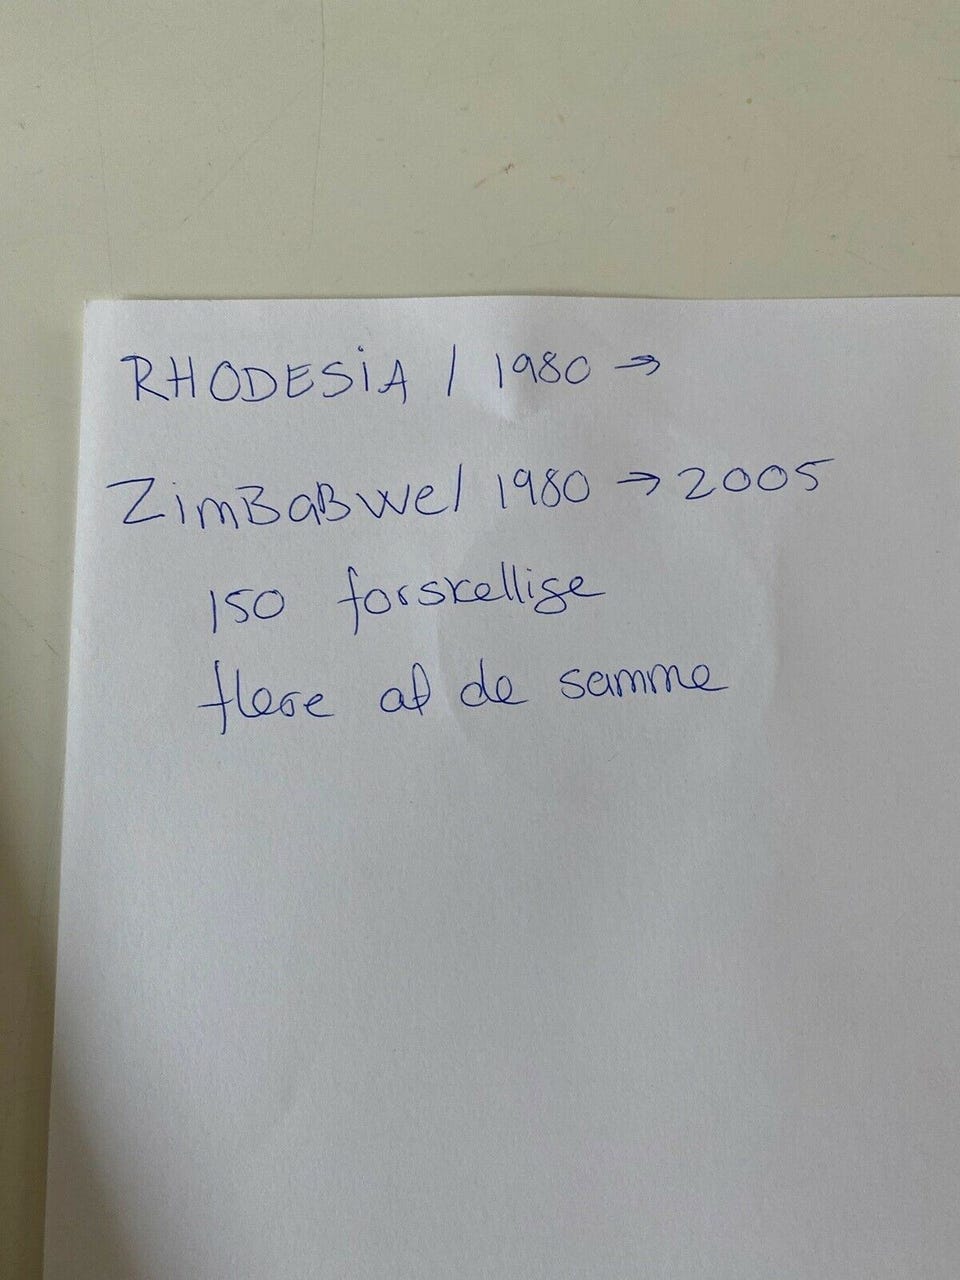 RHODESiA / 1980 →
ZimBaBwe / 1980 → 2005
150 forskellige
flere af de samme